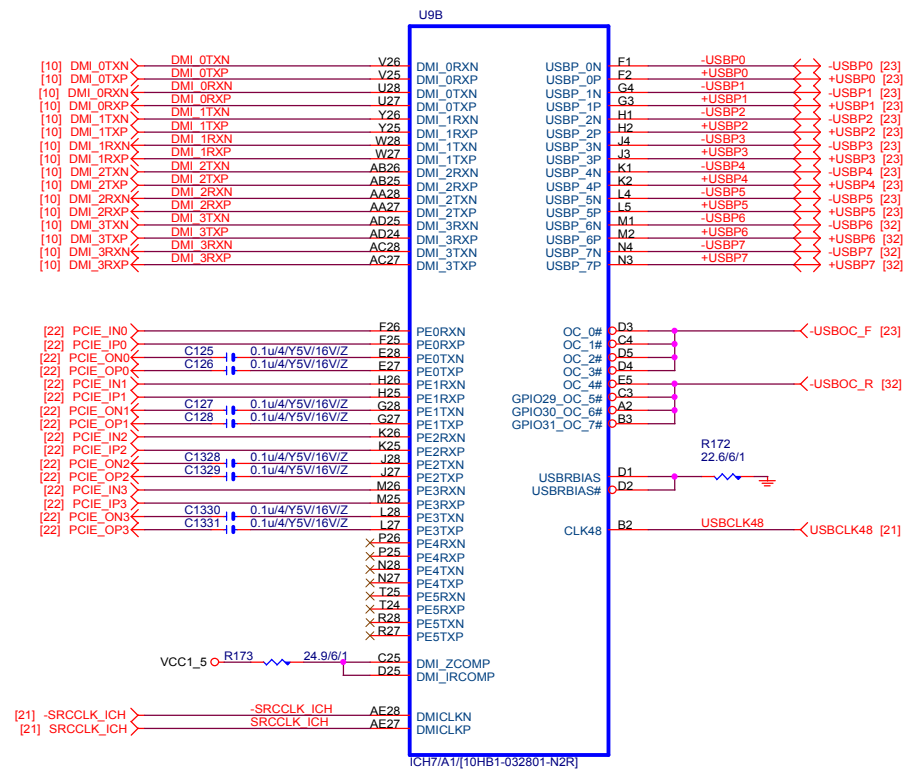 U9B
[10] DMI_0TXN DMI_0TXN V26 DMI_0RXN USBP_0N F1 -USBP0 -USBP0 [23]
[10] DMI_0TXP DMI_0TXP V25 DMI_0RXP USBP_0P F2 +USBP0 +USBP0 [23]
[10] DMI_0RXN DMI_0RXN U28 DMI_0TXN USBP_1N G4 -USBP1 -USBP1 [23]
[10] DMI_0RXP DMI_0RXP U27 DMI_0TXP USBP_1P G3 +USBP1 +USBP1 [23]
[10] DMI_1TXN DMI_1TXN Y26 DMI_1RXN USBP_2N H1 -USBP2 -USBP2 [23]
[10] DMI_1TXP DMI_1TXP Y25 DMI_1RXP USBP_2P H2 +USBP2 +USBP2 [23]
[10] DMI_1RXN DMI_1RXN W28 DMI_1TXN USBP_3N J4 -USBP3 -USBP3 [23]
[10] DMI_1RXP DMI_1RXP W27 DMI_1TXP USBP_3P J3 +USBP3 +USBP3 [23]
[10] DMI_2TXN DMI_2TXN AB26 DMI_2RXN USBP_4N K1 -USBP4 -USBP4 [23]
[10] DMI_2TXP DMI_2TXP AB25 DMI_2RXP USBP_4P K2 +USBP4 +USBP4 [23]
[10] DMI_2RXN DMI_2RXN AA28 DMI_2TXN USBP_5N L4 -USBP5 -USBP5 [23]
[10] DMI_2RXP DMI_2RXP AA27 DMI_2TXP USBP_5P L5 +USBP5 +USBP5 [23]
[10] DMI_3TXN DMI_3TXN AD25 DMI_3RXN USBP_6N M1 -USBP6 -USBP6 [32]
[10] DMI_3TXP DMI_3TXP AD24 DMI_3RXP USBP_6P M2 +USBP6 +USBP6 [32]
[10] DMI_3RXN DMI_3RXN AC28 DMI_3TXN USBP_7N N4 -USBP7 -USBP7 [32]
[10] DMI_3RXP DMI_3RXP AC27 DMI_3TXP USBP_7P N3 +USBP7 +USBP7 [32]
[22] PCIE_IN0 F26 PE0RXN OC_0# D3 -USBOC_F [23]
[22] PCIE_IP0 F25 PE0RXP OC_1# C4
[22] PCIE_ON0 C125 0.1u/4/Y5V/16V/Z E28 PE0TXN OC_2# D5
[22] PCIE_OP0 C126 0.1u/4/Y5V/16V/Z E27 PE0TXP OC_3# D4
[22] PCIE_IN1 H26 PE1RXN OC_4# E5 -USBOC_R [32]
[22] PCIE_IP1 H25 PE1RXP GPIO29_OC_5# C3
[22] PCIE_ON1 C127 0.1u/4/Y5V/16V/Z G28 PE1TXN GPIO30_OC_6# A2
[22] PCIE_OP1 C128 0.1u/4/Y5V/16V/Z G27 PE1TXP GPIO31_OC_7# B3
[22] PCIE_IN2 K26 PE2RXN
[22] PCIE_IP2 K25 PE2RXP
R172
22.6/6/1
[22] PCIE_ON2 C1328 0.1u/4/Y5V/16V/Z J28 PE2TXN
[22] PCIE_OP2 C1329 0.1u/4/Y5V/16V/Z J27 PE2TXP USBRBIAS D1
[22] PCIE_IN3 M26 PE3RXN USBRBIAS# D2
[22] PCIE_IP3 M25 PE3RXP
[22] PCIE_ON3 C1330 0.1u/4/Y5V/16V/Z L28 PE3TXN
[22] PCIE_OP3 C1331 0.1u/4/Y5V/16V/Z L27 PE3TXP CLK48 B2 USBCLK48 USBCLK48 [21]
P26 PE4RXN
P25 PE4RXP
N28 PE4TXN
N27 PE4TXP
T25 PE5RXN
T24 PE5RXP
R28 PE5TXN
R27 PE5TXP
VCC1_5 R173 24.9/6/1 C25 DMI_ZCOMP
D25 DMI_IRCOMP
[21] -SRCCLK_ICH -SRCCLK_ICH AE28 DMICLKN
[21] SRCCLK_ICH SRCCLK_ICH AE27 DMICLKP
ICH7/A1/[10HB1-032801-N2R]